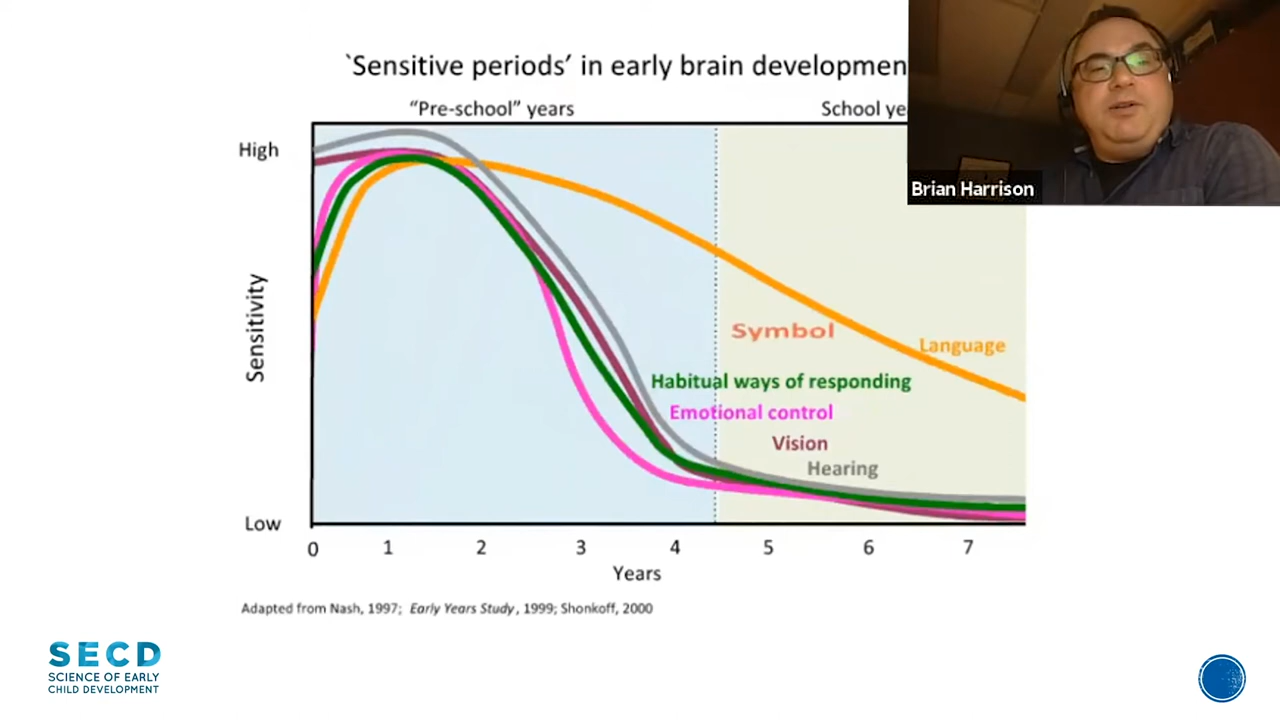 `Sensitive periods’ in early brain developmen
“Pre-school” years
School ye
High
Sensitivity
Low
Symbol
Language
Habitual ways of responding
Emotional control
Vision
Hearing
0 1 2 3 4 5 6 7
Years
Adapted from Nash, 1997; Early Years Study, 1999; Shonkoff, 2000
SECD
SCIENCE OF EARLY
CHILD DEVELOPMENT
Brian Harrison